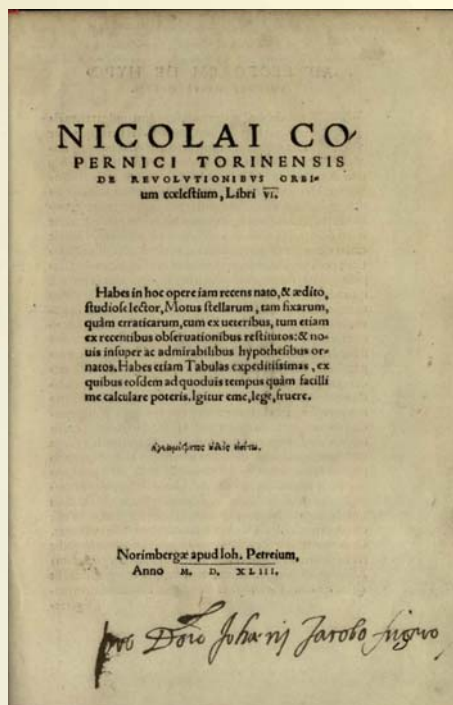 NICOLAI CO-
PERNICI TORINENSIS
DE REVOLVTIONIBVS ORBI-
um cœlestium, Libri VI.
Habes in hoc opere iam recens nato, & ædito,
studiose lector, Motus stellarum, tam fixarum,
quàm erraticarum, cum ex ueteribus, tum etiam
ex recentibus obseruationibus restitutos: & no-
uis insuper ac admirabilibus hypothesibus or-
natos. Habes etiam Tabulas expeditissimas, ex
quibus eosdem ad quoduis tempus quàm facilli
me calculare poteris. Igitur eme, lege, fruere.
ἀγεωμέτρητος οὐδεὶς εἰσίτω.
Norimbergæ apud Ioh. Petreium,
Anno M. D. XLIII.
Johanni Jacobo